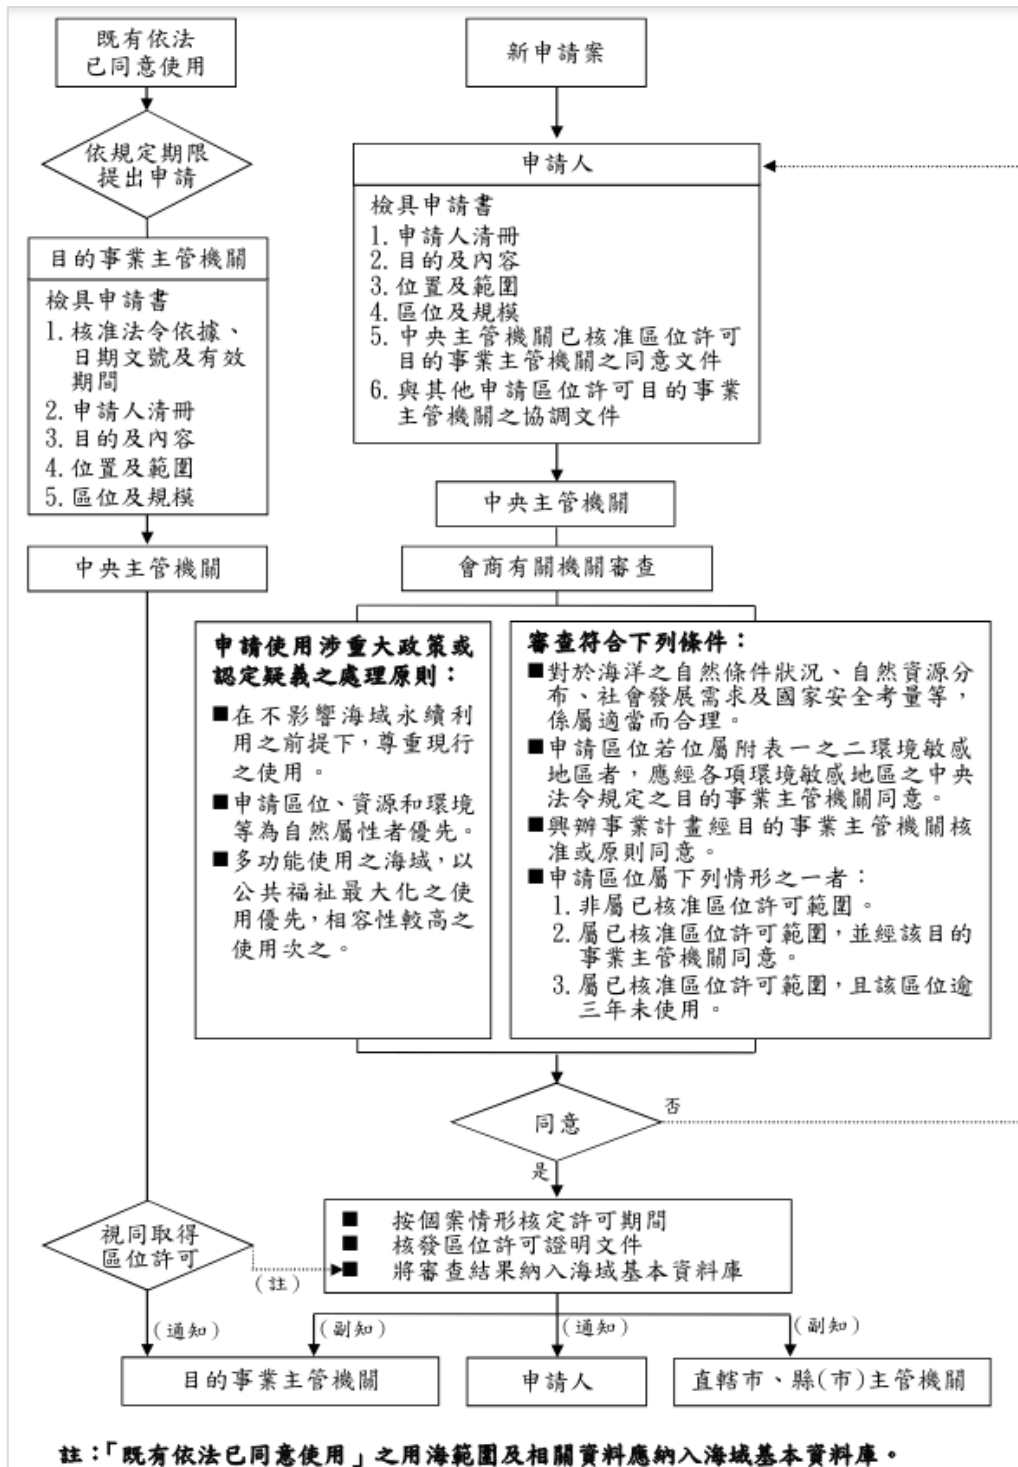 既有依法
已同意使用
依規定期限
提出申請
目的事業主管機關
檢具申請書
1. 核准法令依據、
日期文號及有效
期間
2. 申請人清冊
3. 目的及內容
4. 位置及範圍
5. 區位及規模
中央主管機關
視同取得
區位許可
(註)
新申請案
申請人
檢具申請書
1. 申請人清冊
2. 目的及內容
3. 位置及範圍
4. 區位及規模
5. 中央主管機關已核准區位許可
目的事業主管機關之同意文件
6. 與其他申請區位許可目的事業
主管機關之協調文件
中央主管機關
會商有關機關審查
申請使用涉重大政策或
認定疑義之處理原則：
■在不影響海域永續利
用之前提下，尊重現行
之使用。
■申請區位、資源和環境
等為自然屬性者優先。
■多功能使用之海域，以
公共福祉最大化之使
用優先，相容性較高之
使用次之。
審查符合下列條件：
■對於海洋之自然條件狀況、自然資源分
布、社會發展需求及國家安全考量等，
係屬適當而合理。
■申請區位若位屬附表一之二環境敏感
地區者，應經各項環境敏感地區之中央
法令規定之目的事業主管機關同意。
■興辦事業計畫經目的事業主管機關核
准或原則同意。
■申請區位屬下列情形之一者：
1. 非屬已核准區位許可範圍。
2. 屬已核准區位許可範圍，並經該目的
事業主管機關同意。
3. 屬已核准區位許可範圍，且該區位逾
三年未使用。
同意
否
是
■ 按個案情形核定許可期間
■ 核發區位許可證明文件
■ 將審查結果納入海域基本資料庫
(通知)
(副知)
(通知)
(副知)
目的事業主管機關
申請人
直轄市、縣(市)主管機關
註：「既有依法已同意使用」之用海範圍及相關資料應納入海域基本資料庫。